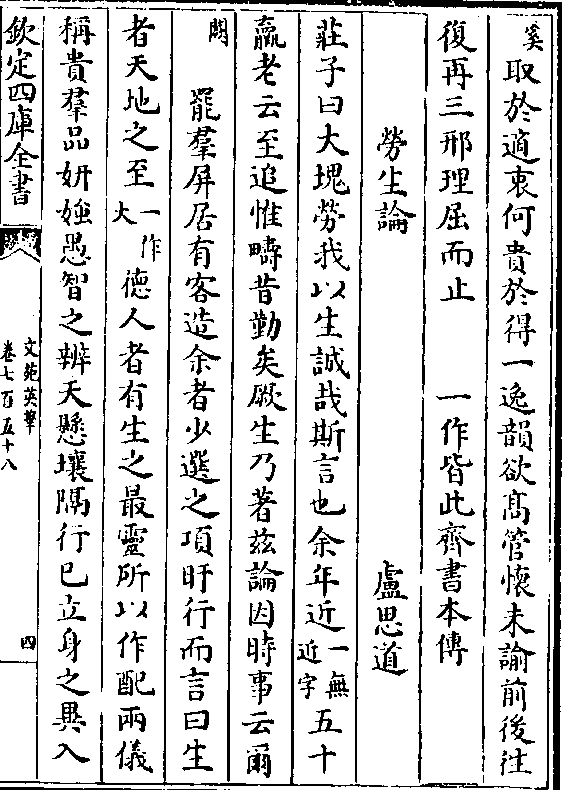 奚取於適衷何貴於得一逸韻欲髙管懷未諭前後往
復再三邢理屈而止　一作皆此齊書本傳
勞生論　盧思道
莊子曰大塊勞我以生誠哉斯言也余年近一無近字五十
羸老云至追惟疇昔勤矣厥生乃著兹論因時事云爾
罷羣屏居有客造余者少選之項盱行而言曰生
閒
者天地之至一作大徳人者有生之最靈所以作配兩儀
稱貴羣品妍媸愚智之辨天懸壤隔行己立身之異入
欽定四庫全書
文苑英華
卷七百五十八
四